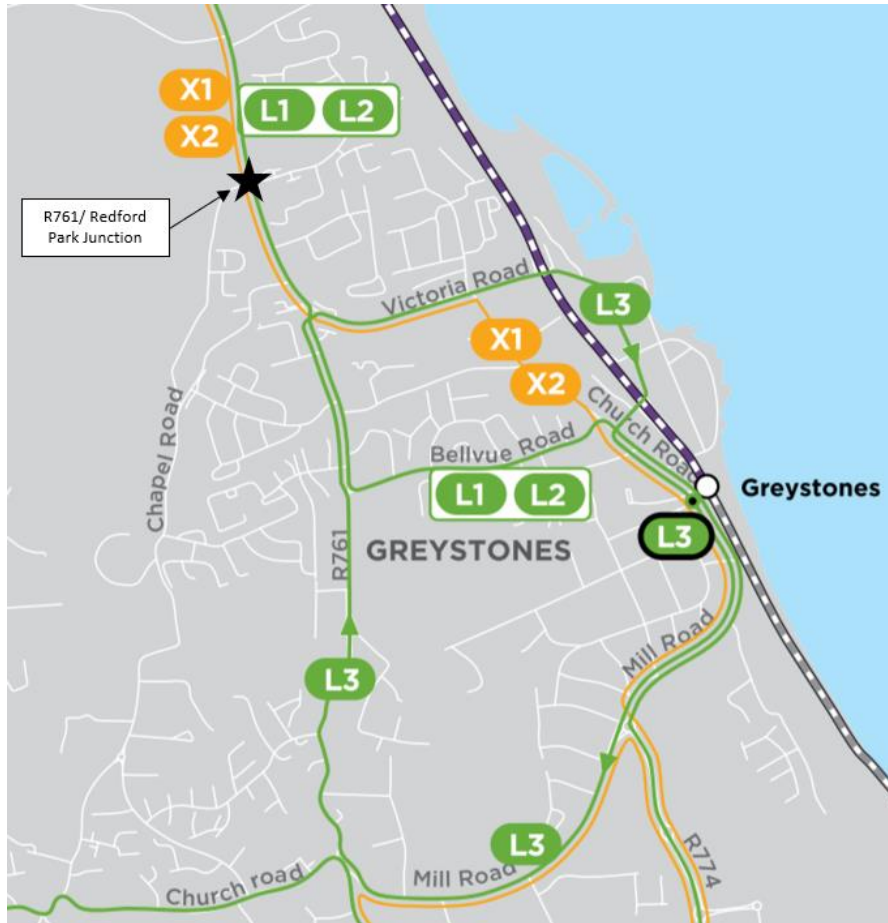 X1
L1 L2
X2
R761/ Redford
Park Junction
Victoria Road
L3
X1
X2
Church Road
Chapel Road
Bellvue Road
L1 L2
Greystones
R761
GREYSTONES
L3
Mill Road
L3
L3
Church road
Mill Road
R774